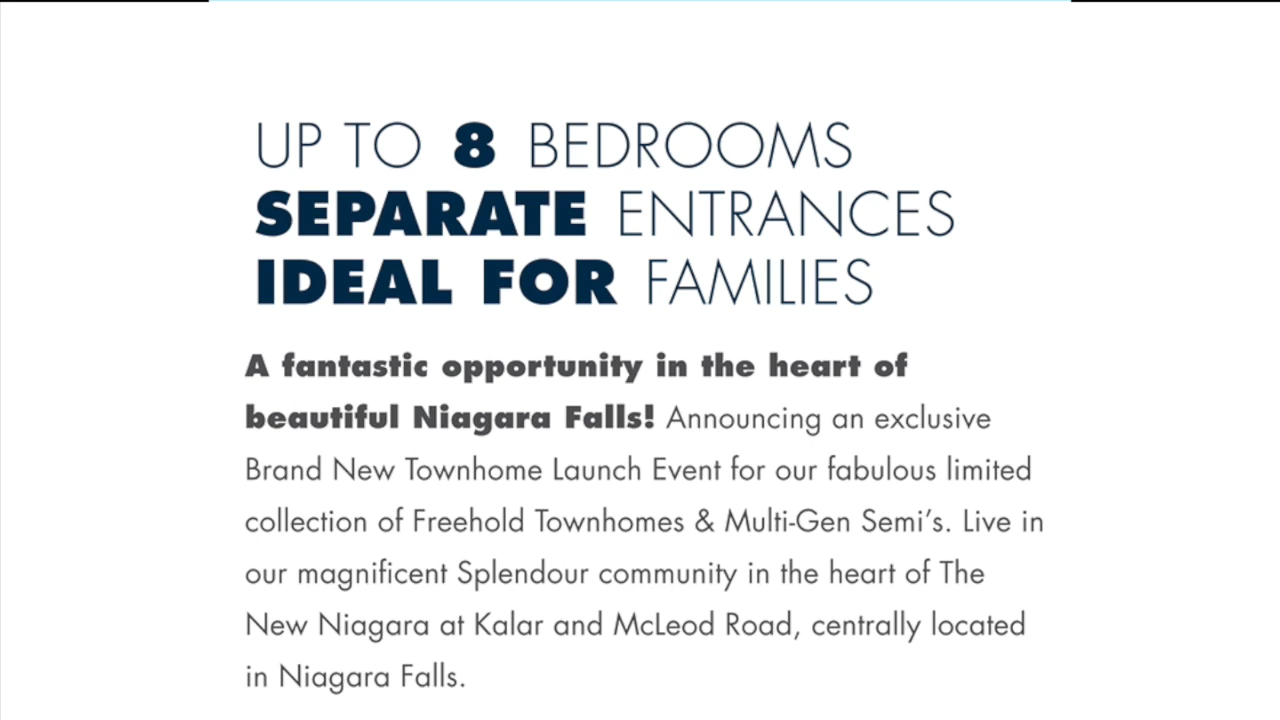 UP TO 8 BEDROOMS
SEPARATE ENTRANCES
IDEAL FOR FAMILIES
A fantastic opportunity in the heart of
beautiful Niagara Falls! Announcing an exclusive
Brand New Townhome Launch Event for our fabulous limited
collection of Freehold Townhomes & Multi-Gen Semi’s. Live in
our magnificent Splendour community in the heart of The
New Niagara at Kalar and McLeod Road, centrally located
in Niagara Falls.